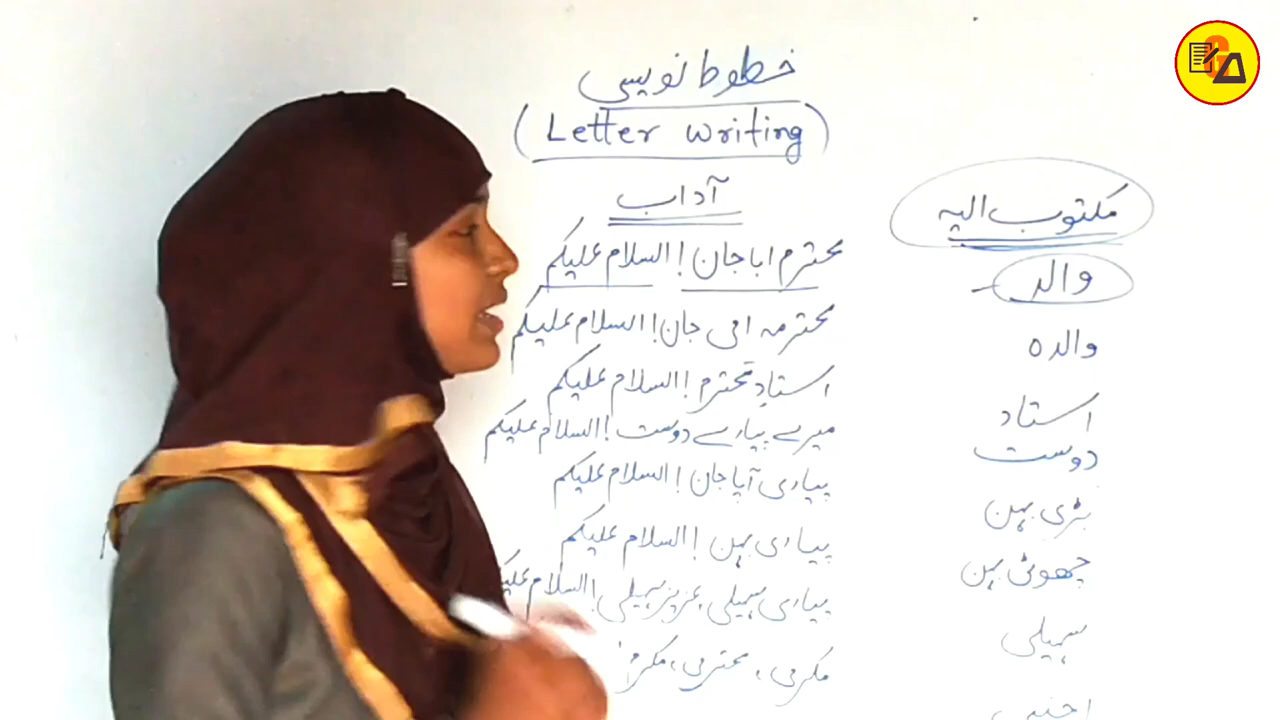 خطوط نویسی
(Letter writing)
آداب
مکتوب الیہ
محترم ابا جان! السلام علیکم
والد
محترمہ امی جان! السلام علیکم
والدہ
استادِ محترم! السلام علیکم
استاد
میرے پیارے دوست! السلام علیکم
دوست
پیاری آپا جان! السلام علیکم
بڑی بہن
پیاری بہن! السلام علیکم
چھوٹی بہن
پیاری سہیلی، عزیز سہیلی! السلام
سہیلی
مکرمی، محترمی،
اجنبی